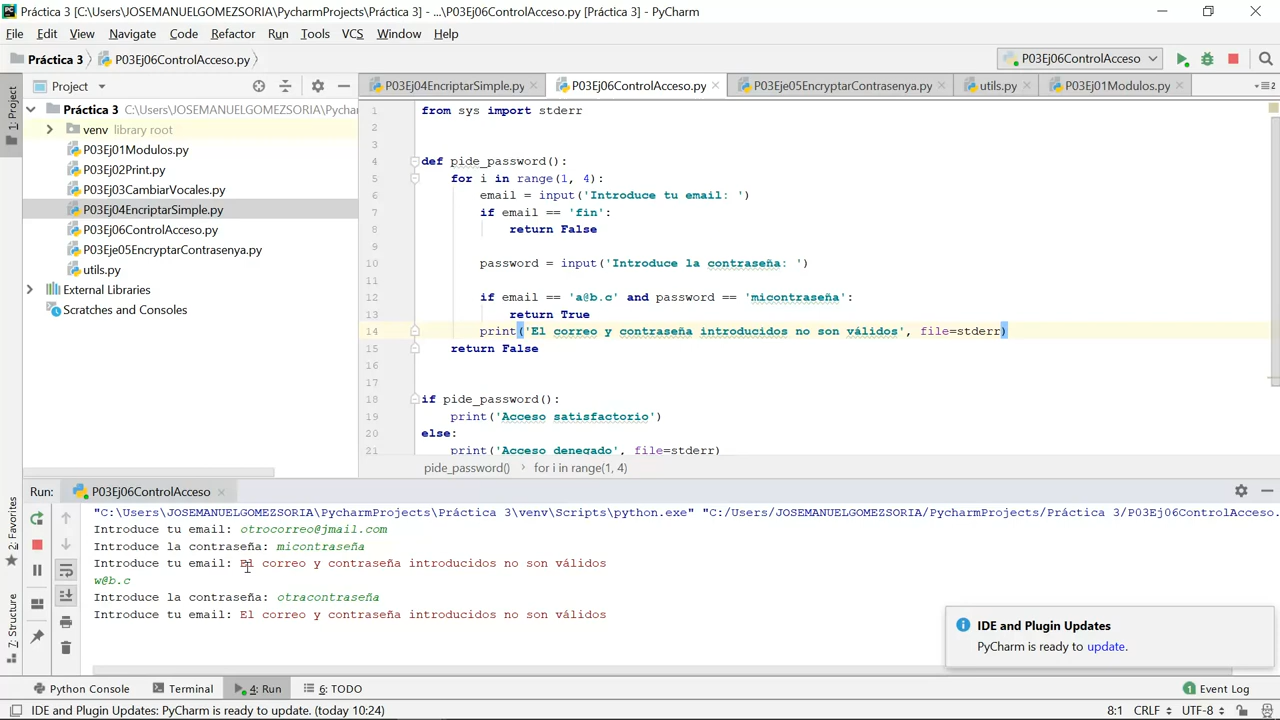 Práctica 3 [C:\Users\JOSEMANUELGOMEZSORIA\PycharmProjects\Práctica 3] - ...\P03Ej06ControlAcceso.py [Práctica 3] - PyCharm
File Edit View Navigate Code Refactor Run Tools VCS Window Help
Práctica 3 P03Ej06ControlAcceso.py
P03Ej06ControlAcceso
1: Project
Project
P03Ej04EncriptarSimple.py P03Ej06ControlAcceso.py P03Eje05EncryptarContrasenya.py utils.py P03Ej01Modulos.py
Práctica 3 C:\Users\JOSEMANUELGOMEZSORIA\Pycha
venv library root
P03Ej01Modulos.py
P03Ej02Print.py
P03Ej03CambiarVocales.py
P03Ej04EncriptarSimple.py
P03Ej06ControlAcceso.py
P03Eje05EncryptarContrasenya.py
utils.py
External Libraries
Scratches and Consoles
1 from sys import stderr
2
3
4 def pide_password():
5 for i in range(1, 4):
6 email = input('Introduce tu email: ')
7 if email == 'fin':
8 return False
9
10 password = input('Introduce la contraseña: ')
11
12 if email == 'a@b.c' and password == 'micontraseña':
13 return True
14 print('El correo y contraseña introducidos no son válidos', file=stderr)
15 return False
16
17
18 if pide_password():
19 print('Acceso satisfactorio')
20 else:
21 print('Acceso denegado', file=stderr)
pide_password() for i in range(1, 4)
Run: P03Ej06ControlAcceso
"C:\Users\JOSEMANUELGOMEZSORIA\PycharmProjects\Práctica 3\venv\Scripts\python.exe" "C:/Users/JOSEMANUELGOMEZSORIA/PycharmProjects/Práctica 3/P03Ej06ControlAcceso.
Introduce tu email: otrocorreo@jmail.com
Introduce la contraseña: micontraseña
Introduce tu email: El correo y contraseña introducidos no son válidos
w@b.c
Introduce la contraseña: otracontraseña
Introduce tu email: El correo y contraseña introducidos no son válidos
2: Favorites
7: Structure
IDE and Plugin Updates
PyCharm is ready to update.
Python Console Terminal 4: Run 6: TODO 1 Event Log
IDE and Plugin Updates: PyCharm is ready to update. (today 10:24) 8:1 CRLF UTF-8